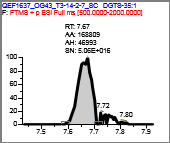 QEF1637_OG43_T3-14-2-7_SC DGT8-35:1
F: FTMS + p ESI Full ms [500.0000-2000.0000]
RT: 7.67
AA: 168809
AH: 46993
SN: 5.06E+016
100
80
7.72
7.80
60
40
20
0
7.5 7.6 7.7 7.8 7.9